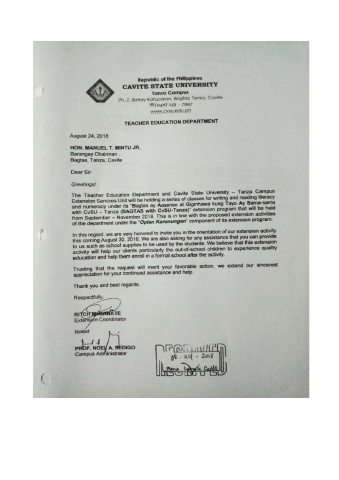 Republic of the Philippines
CAVITE STATE UNIVERSITY
Tanza Campus
Ph. 2, Bahay Katuparan, Bagtas, Tanza, Cavite
www.cvsu.edu.ph
TEACHER EDUCATION DEPARTMENT
August 24, 2018
HON. MANUEL T. MINTU JR.
Barangay Chairman
Bagtas, Tanza, Cavite
Dear Sir:
Greetings!
The Teacher Education Department and Cavite State University – Tanza Campus
Extension Services Unit will be holding a series of classes for writing and reading literacy
and numeracy under its "Bagtas ay Aasenso at Giginhawa kung Tayo Ay Sama-sama
with CvSU – Tanza (BAGTAS with CvSU-Tanza)" extension program that will be held
from September – November 2018. This is in line with the proposed extension activities
of the department under the "Oplan Karunungan" component of its extension program.
In this regard, we are very honored to invite you in the orientation of our extension activity
this coming August 30, 2018. We are also asking for any assistance that you can provide
to us such as school supplies to be used by the students. We believe that this extension
activity will help our clients particularly the out-of-school children to experience quality
education and help them enroll in a formal school after the activity.
Trusting that the request will merit your favorable action, we extend our sincerest
appreciation for your continued assistance and help.
Thank you and best regards.
Respectfully,
Extension Coordinator
Noted
PROF. NOEL A. SEDIGO
Campus Administrator
RECEIVED
08-24-2018